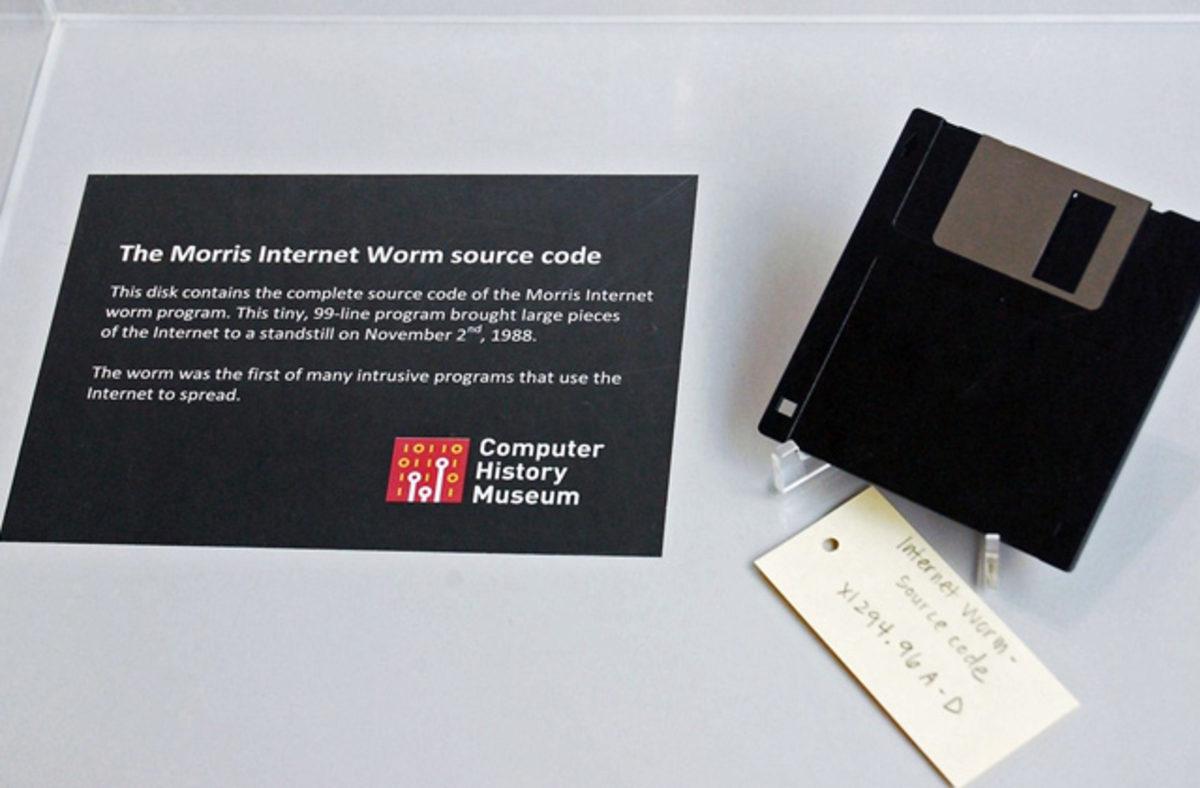 The Morris Internet Worm source code
This disk contains the complete source code of the Morris Internet
worm program. This tiny, 99-line program brought large pieces
of the Internet to a standstill on November 2nd, 1988.
The worm was the first of many intrusive programs that use the
Internet to spread.
10110
Computer
History
Museum
Internet Worm-
source code
X1294.96A-D